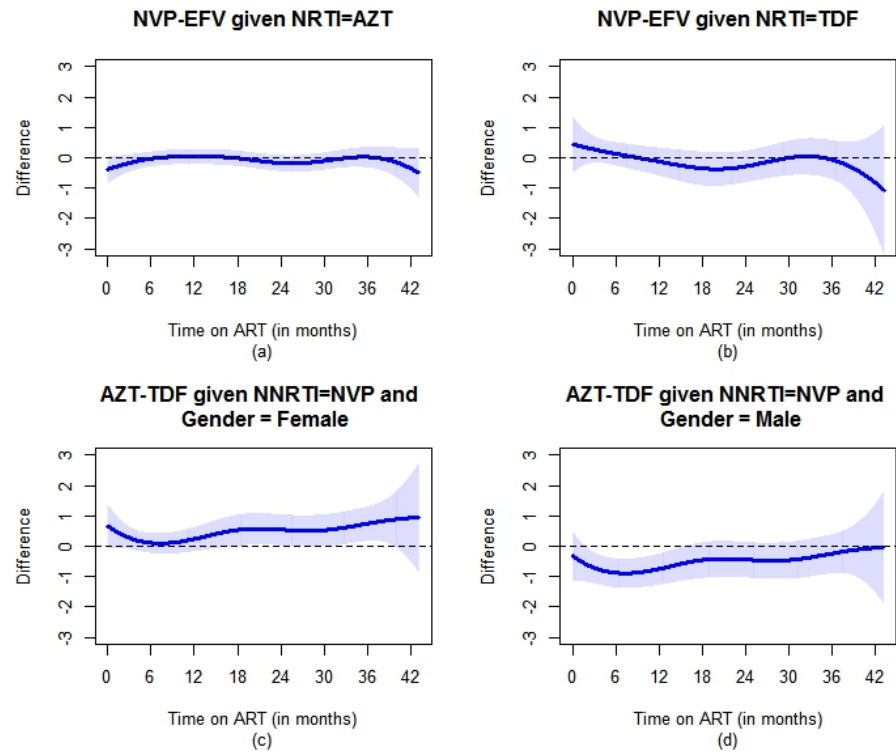 NVP-EFV given NRTI=AZT
3
2
1
0
-1
-2
-3
Difference
0 6 12 18 24 30 36 42
Time on ART (in months)
(a)
NVP-EFV given NRTI=TDF
3
2
1
0
-1
-2
-3
Difference
0 6 12 18 24 30 36 42
Time on ART (in months)
(b)
AZT-TDF given NNRTI=NVP and
Gender = Female
3
2
1
0
-1
-2
-3
Difference
0 6 12 18 24 30 36 42
Time on ART (in months)
(c)
AZT-TDF given NNRTI=NVP and
Gender = Male
3
2
1
0
-1
-2
-3
Difference
0 6 12 18 24 30 36 42
Time on ART (in months)
(d)